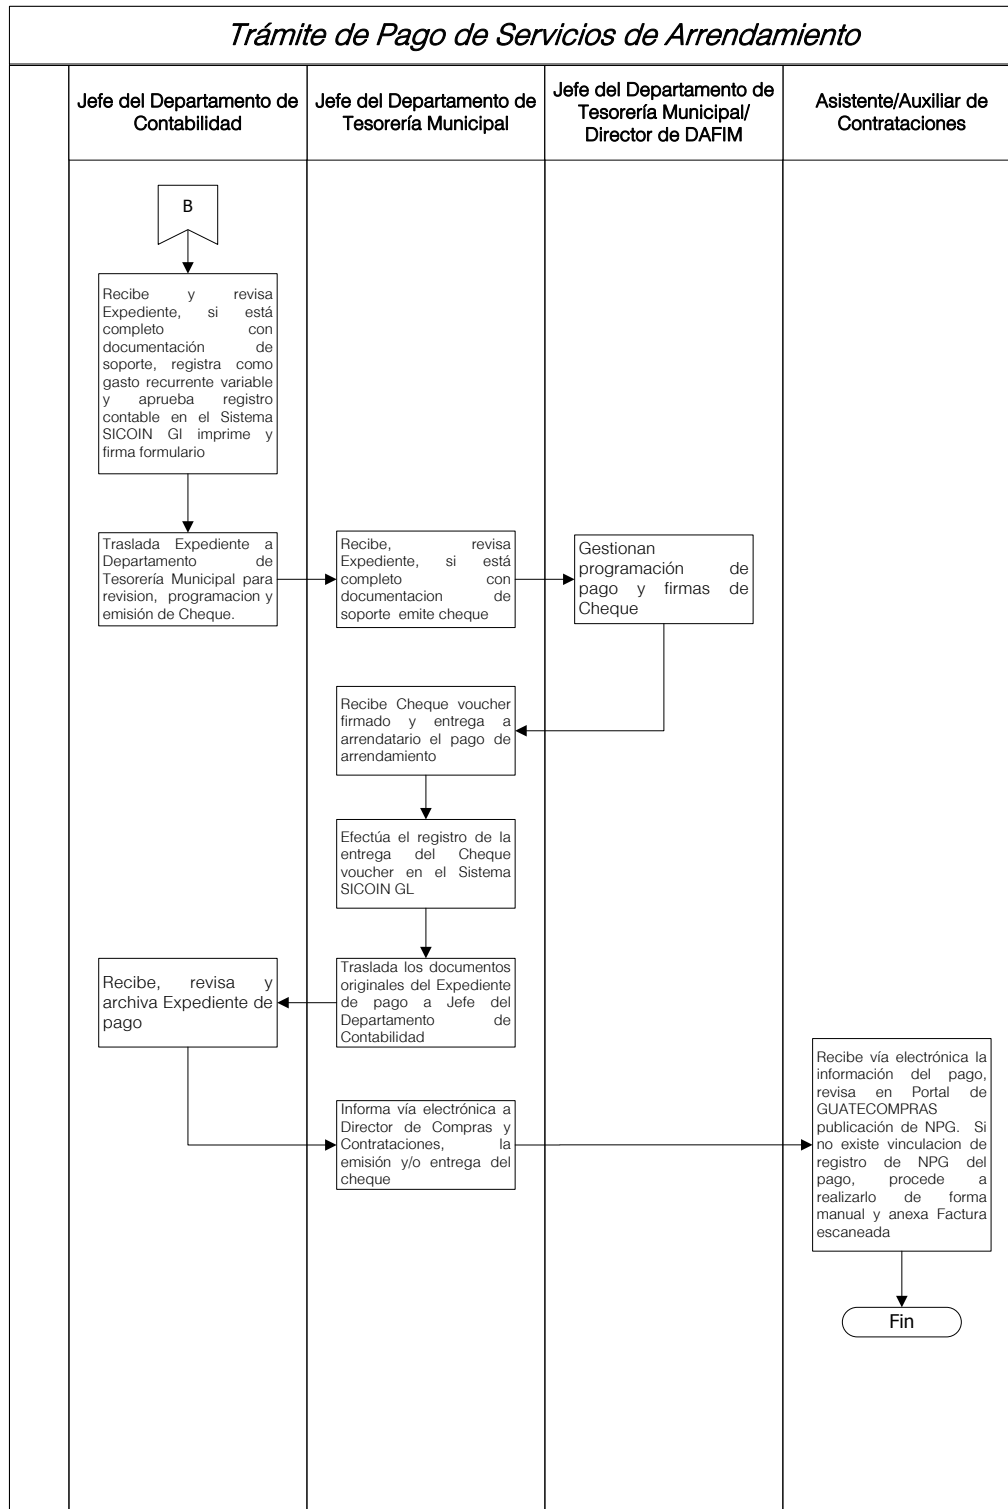 Trámite de Pago de Servicios de Arrendamiento
Jefe del Departamento de
Contabilidad
Jefe del Departamento de
Tesorería Municipal
Jefe del Departamento de
Tesorería Municipal/
Director de DAFIM
Asistente/Auxiliar de
Contrataciones
B
Recibe y revisa
Expediente, si está
completo con
documentación de
soporte, registra como
gasto recurrente variable
y aprueba registro
contable en el Sistema
SICOIN Gl imprime y
firma formulario
Traslada Expediente a
Departamento de
Tesorería Municipal para
revision, programacion y
emisión de Cheque.
Recibe, revisa
Expediente, si está
completo con
documentacion de
soporte emite cheque
Gestionan
programación de
pago y firmas de
Cheque
Recibe Cheque voucher
firmado y entrega a
arrendatario el pago de
arrendamiento
Efectúa el registro de la
entrega del Cheque
voucher en el Sistema
SICOIN GL
Traslada los documentos
originales del Expediente
de pago a Jefe del
Departamento de
Contabilidad
Recibe, revisa y
archiva Expediente de
pago
Informa vía electrónica a
Director de Compras y
Contrataciones, la
emisión y/o entrega del
cheque
Recibe vía electrónica la
información del pago,
revisa en Portal de
GUATECOMPRAS
publicación de NPG. Si
no existe vinculacion de
registro de NPG del
pago, procede a
realizarlo de forma
manual y anexa Factura
escaneada
Fin